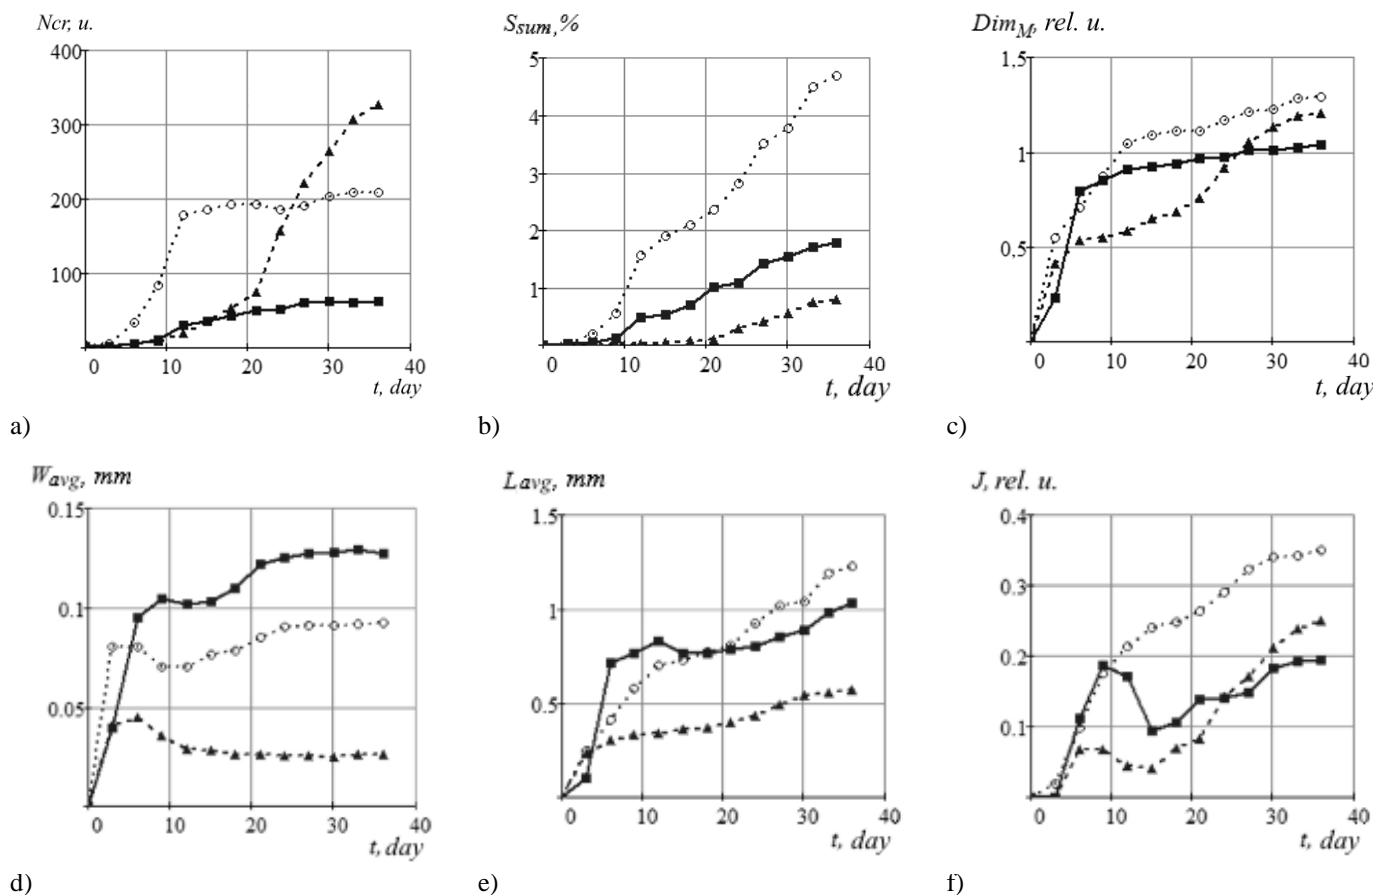 Ncr, u.
400
300
200
100
0 10 20 30 40
t, day
a)
Ssum,%
5
4
3
2
1
0 10 20 30 40
t, day
b)
DimM, rel. u.
1,5
1
0,5
0 10 20 30 40
t, day
c)
Wavg, mm
0.15
0.1
0.05
0 10 20 30 40
t, day
d)
Lavg, mm
1.5
1
0.5
0 10 20 30 40
t, day
e)
J, rel. u.
0.4
0.3
0.2
0.1
0 10 20 30 40
t, day
f)